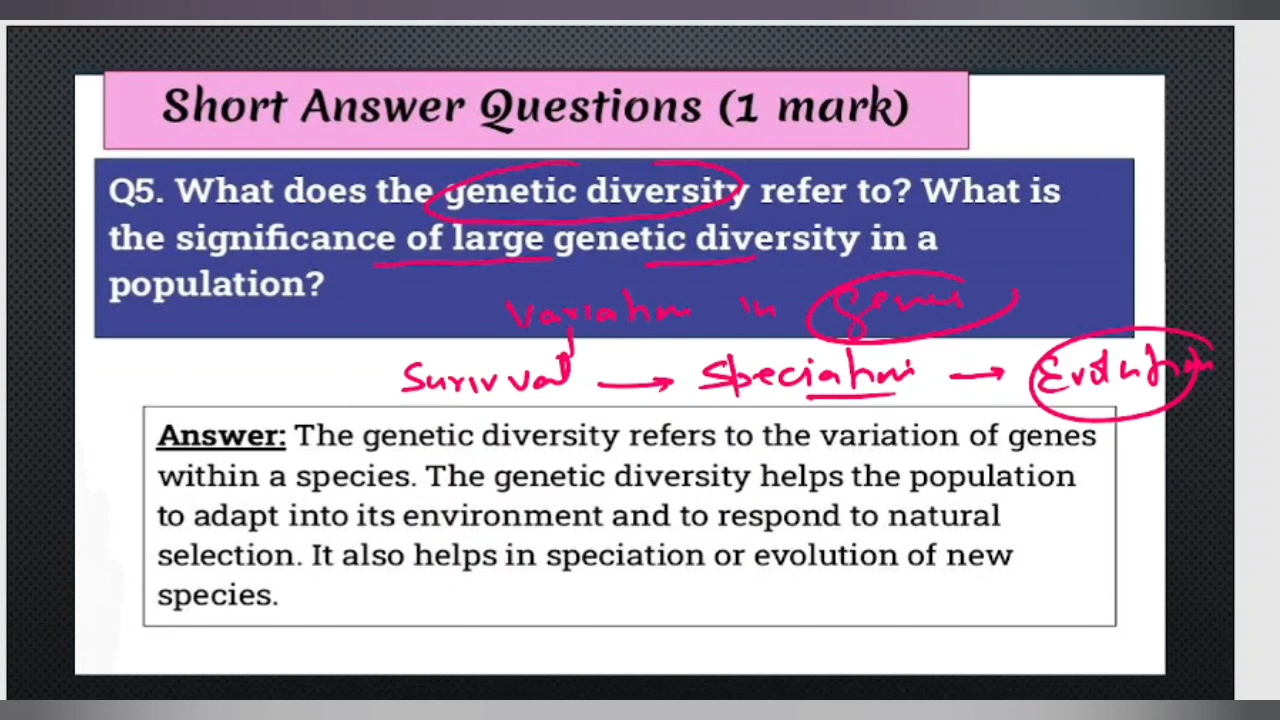 Short Answer Questions (1 mark)
Q5. What does the genetic diversity refer to? What is
the significance of large genetic diversity in a
population?
Variation in Genes
Survival → Speciation → Evolution
Answer: The genetic diversity refers to the variation of genes
within a species. The genetic diversity helps the population
to adapt into its environment and to respond to natural
selection. It also helps in speciation or evolution of new
species.